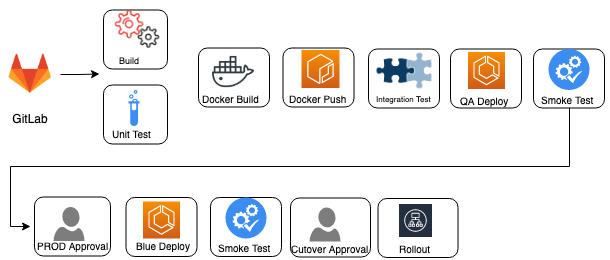 Build
GitLab
Unit Test
Docker Build
Docker Push
Integration Test
QA Deploy
Smoke Test
PROD Approval
Blue Deploy
Smoke Test
Cutover Approval
Rollout